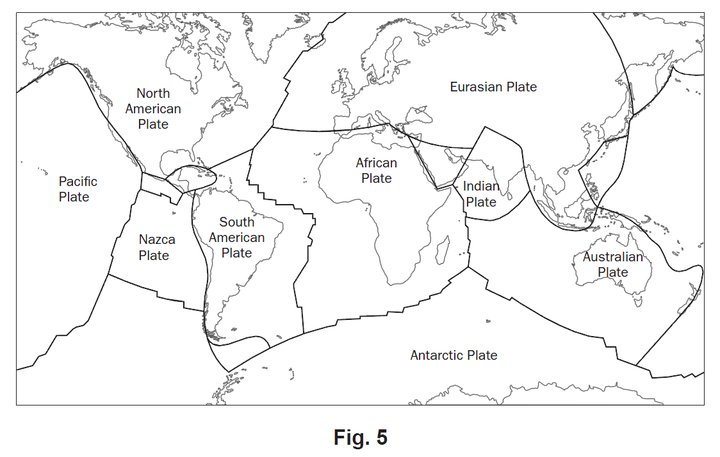 Eurasian Plate
North
American
Plate
African
Plate
Indian
Plate
Pacific
Plate
South
American
Plate
Nazca
Plate
Australian
Plate
Antarctic Plate
Fig. 5